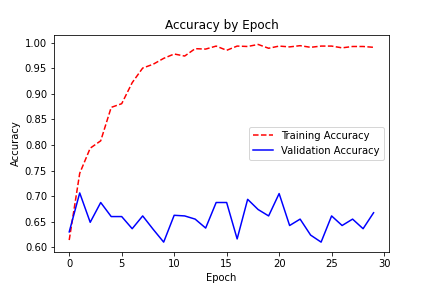 Accuracy by Epoch
1.00
0.95
0.90
0.85
0.80
0.75
0.70
0.65
0.60
Accuracy
Training Accuracy
Validation Accuracy
0 5 10 15 20 25 30
Epoch